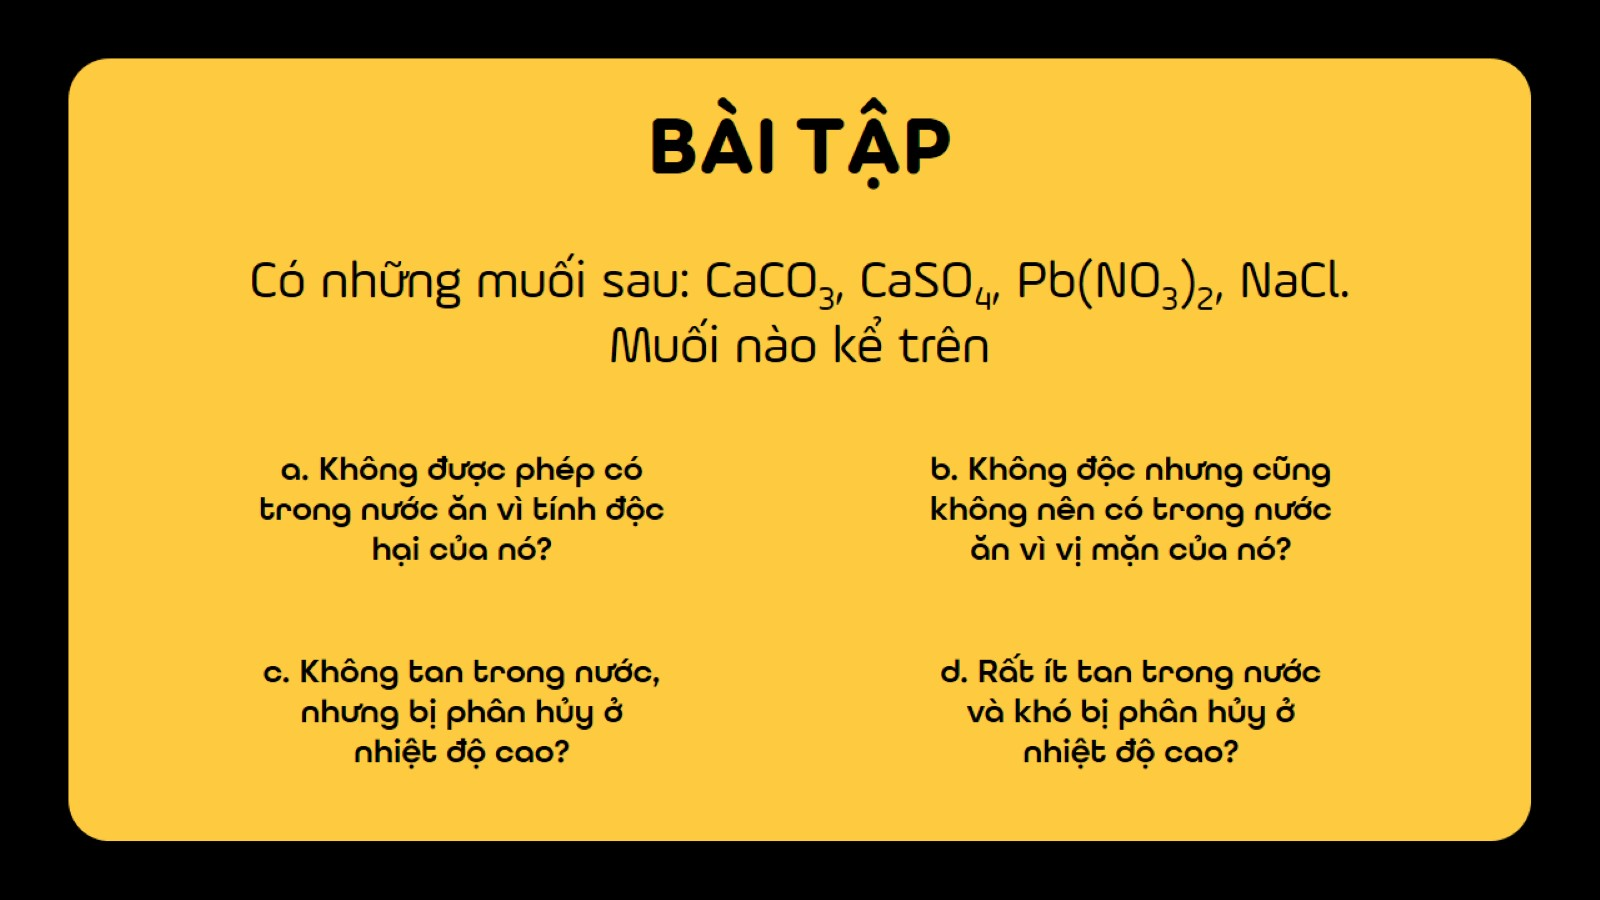 BÀI TẬP
Có những muối sau: CaCO₃, CaSO₄, Pb(NO₃)₂, NaCl.
Muối nào kể trên
a. Không được phép có
trong nước ăn vì tính độc
hại của nó?
b. Không độc nhưng cũng
không nên có trong nước
ăn vì vị mặn của nó?
c. Không tan trong nước,
nhưng bị phân hủy ở
nhiệt độ cao?
d. Rất ít tan trong nước
và khó bị phân hủy ở
nhiệt độ cao?